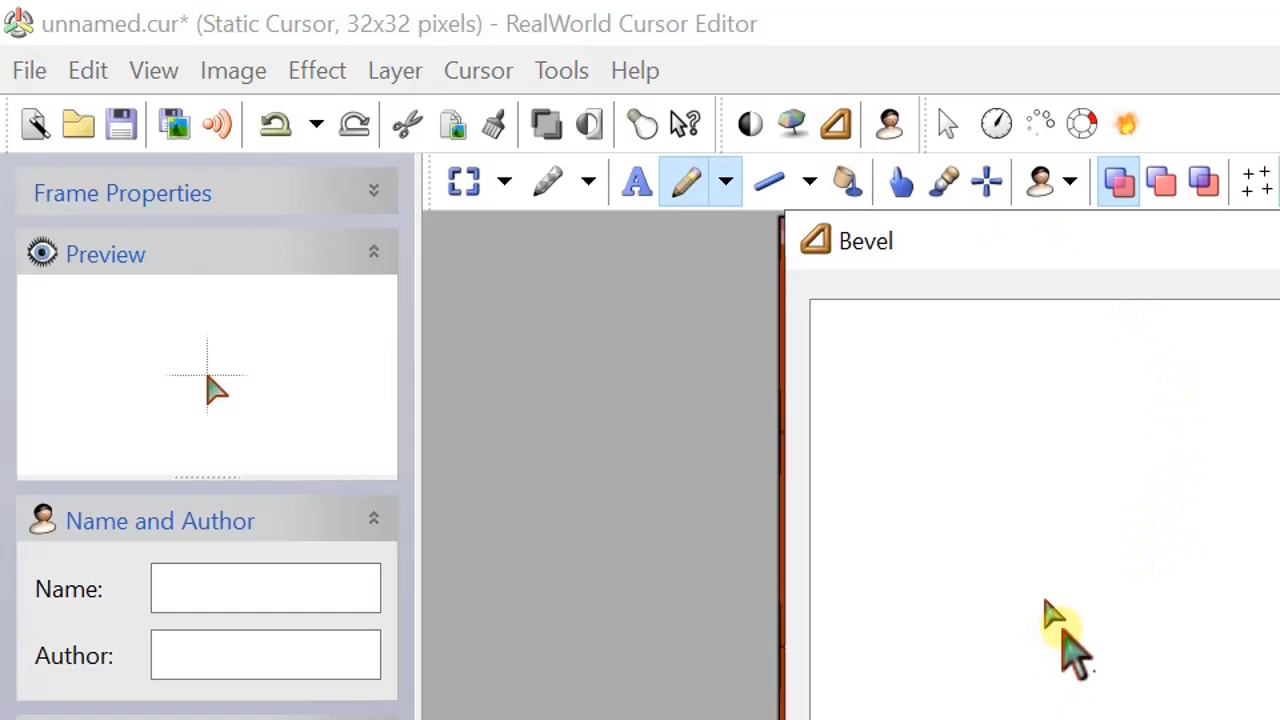 unnamed.cur* (Static Cursor, 32x32 pixels) - RealWorld Cursor Editor
File Edit View Image Effect Layer Cursor Tools Help
Frame Properties
Bevel
Preview
Name and Author
Name:
Author: